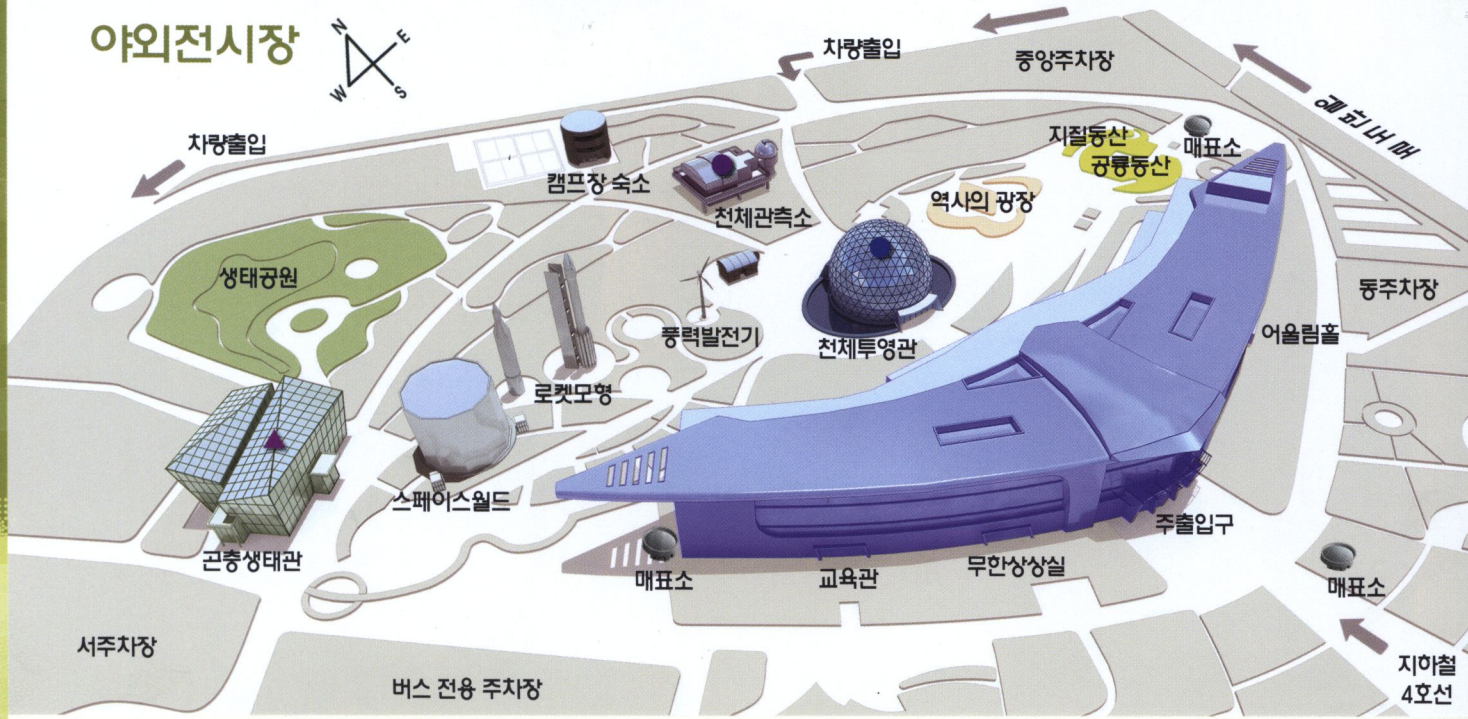 야외전시장
N
E
W
S
차량출입
중앙주차장
차량출입
지질동산
매표소
공룡동산
캠프장 숙소
역사의 광장
천체관측소
생태공원
동주차장
풍력발전기
천체투영관
어울림홀
로켓모형
스페이스월드
주출입구
곤충생태관
매표소
교육관
무한상상실
매표소
서주차장
버스 전용 주차장
지하철
4호선